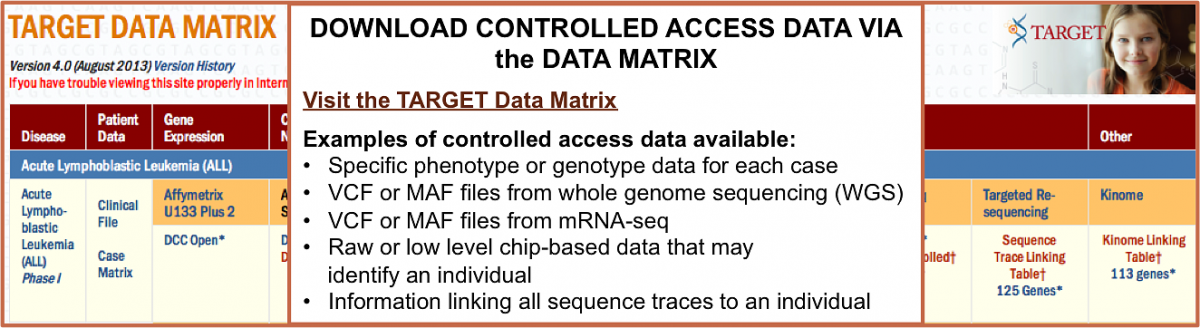 TARGET DATA MATRIX
Version 4.0 (August 2013) Version History
If you have trouble viewing this site properly in Intern
Disease
Patient Data
Gene Expression
Acute Lymphoblastic Leukemia (ALL)
Acute
Lympho-
blastic
Leukemia
(ALL)
Phase I
Clinical
File
Case
Matrix
Affymetrix
U133 Plus 2
DCC Open*
DOWNLOAD CONTROLLED ACCESS DATA VIA
the DATA MATRIX
Visit the TARGET Data Matrix
Examples of controlled access data available:
• Specific phenotype or genotype data for each case
• VCF or MAF files from whole genome sequencing (WGS)
• VCF or MAF files from mRNA-seq
• Raw or low level chip-based data that may
identify an individual
• Information linking all sequence traces to an individual
TARGET
Other
Targeted Re-
sequencing
Kinome
olled†
Sequence
Trace Linking
Table†
125 Genes*
Kinome Linking
Table†
113 genes*